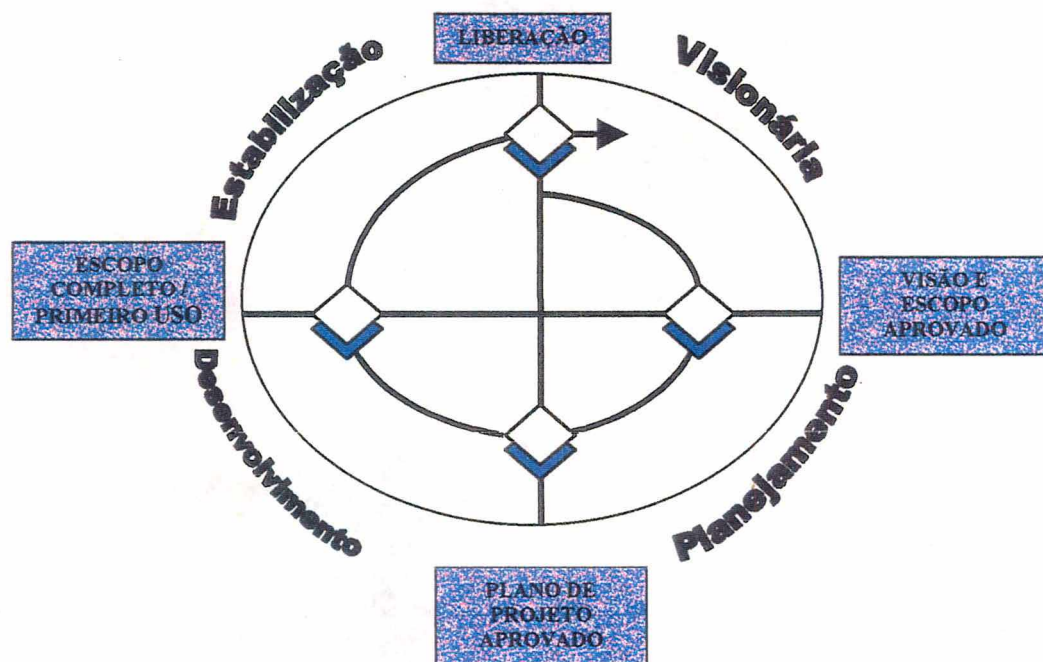 LIBERAÇÃO
Estabilização
Visionária
ESCOPO
COMPLETO /
PRIMEIRO USO
VISÃO E
ESCOPO
APROVADO
Desenvolvimento
Planejamento
PLANO DE
PROJETO
APROVADO